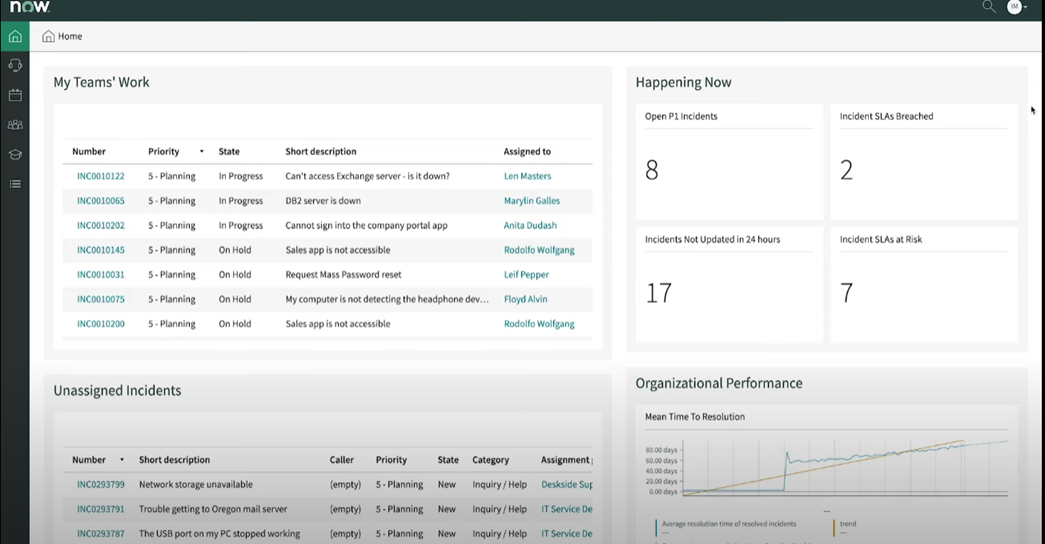 now
IM
Home
My Teams' Work
Number Priority State Short description Assigned to
INC0010122 5 - Planning In Progress Can't access Exchange server - is it down? Len Masters
INC0010065 5 - Planning In Progress DB2 server is down Marylin Galles
INC0010202 5 - Planning In Progress Cannot sign into the company portal app Anita Dudash
INC0010145 5 - Planning On Hold Sales app is not accessible Rodolfo Wolfgang
INC0010031 5 - Planning On Hold Request Mass Password reset Leif Pepper
INC0010075 5 - Planning On Hold My computer is not detecting the headphone dev... Floyd Alvin
INC0010200 5 - Planning On Hold Sales app is not accessible Rodolfo Wolfgang
Happening Now
Open P1 Incidents
8
Incident SLAs Breached
2
Incidents Not Updated in 24 hours
17
Incident SLAs at Risk
7
Unassigned Incidents
Number Short description Caller Priority State Category Assignment
INC0293799 Network storage unavailable (empty) 5 - Planning New Inquiry / Help Deskside Sup
INC0293791 Trouble getting to Oregon mail server (empty) 5 - Planning New Inquiry / Help IT Service De
INC0293787 The USB port on my PC stopped working (empty) 5 - Planning New Inquiry / Help IT Service De
Organizational Performance
Mean Time To Resolution
80.00 days
60.00 days
40.00 days
20.00 days
0.00 days
Average resolution time of resolved incidents
--
trend
--